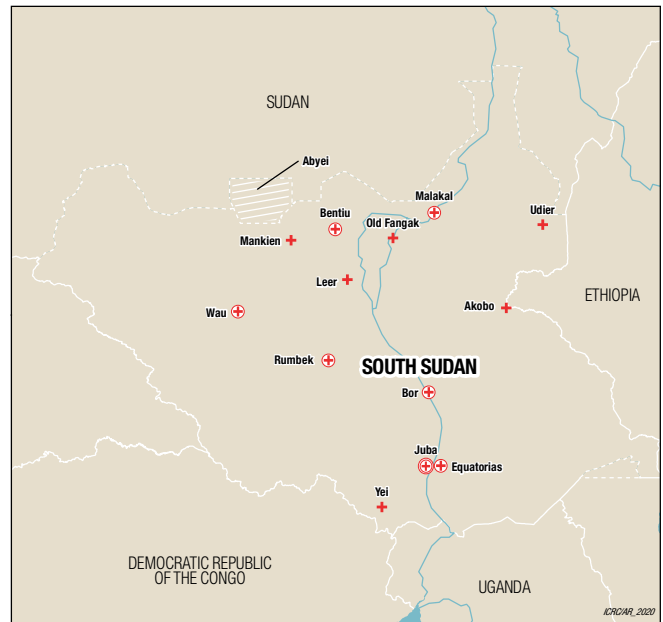 SUDAN
Abyei
Malakal
Bentiu
Udier
Old Fangak
Mankien
Leer
ETHIOPIA
Akobo
Wau
Rumbek
SOUTH SUDAN
Bor
Juba
Equatorias
Yei
DEMOCRATIC REPUBLIC
OF THE CONGO
UGANDA
ICRC/AR_2020